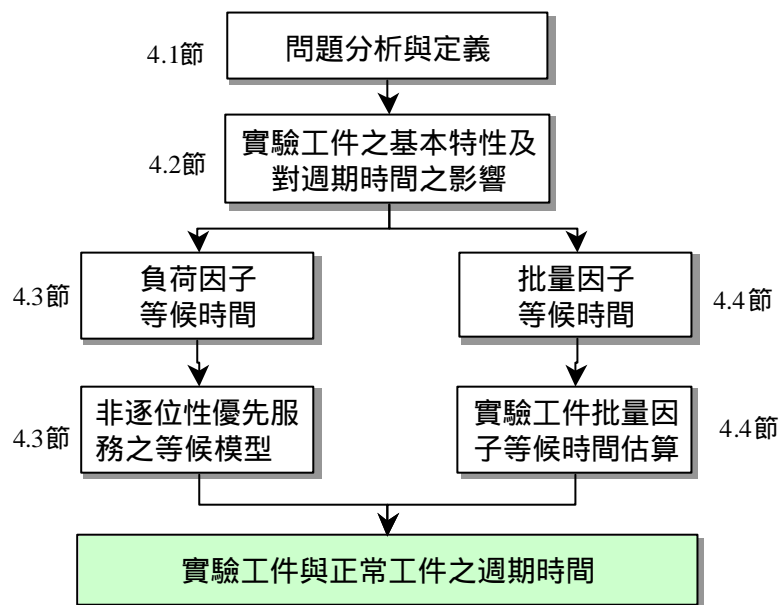 4.1節
問題分析與定義
4.2節
實驗工件之基本特性及
對週期時間之影響
4.3節
負荷因子
等候時間
批量因子
等候時間
4.4節
4.3節
非逐位性優先服
務之等候模型
實驗工件批量因
子等候時間估算
4.4節
實驗工件與正常工件之週期時間